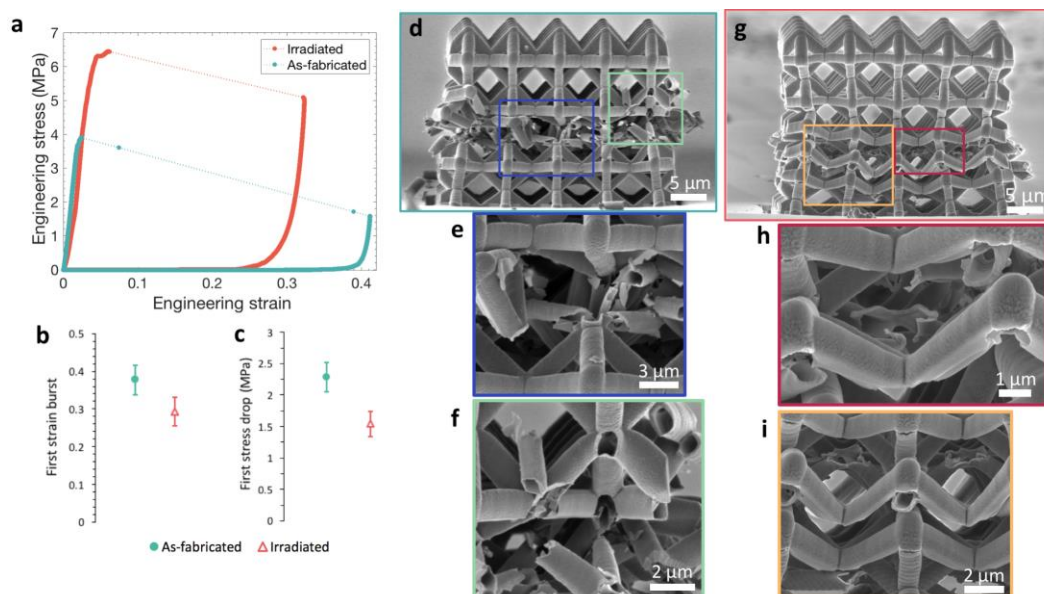 a
Engineering stress (MPa)
7
6
5
4
3
2
1
0
0
0.1
0.2
0.3
0.4
Engineering strain
Irradiated
As-fabricated
b
First strain burst
0.5
0.4
0.3
0.2
0.1
0
c
First stress drop (MPa)
3
2.5
2
1.5
1
0.5
0
As-fabricated
Irradiated
d
5 µm
e
3 µm
f
2 µm
g
5 µm
h
1 µm
i
2 µm